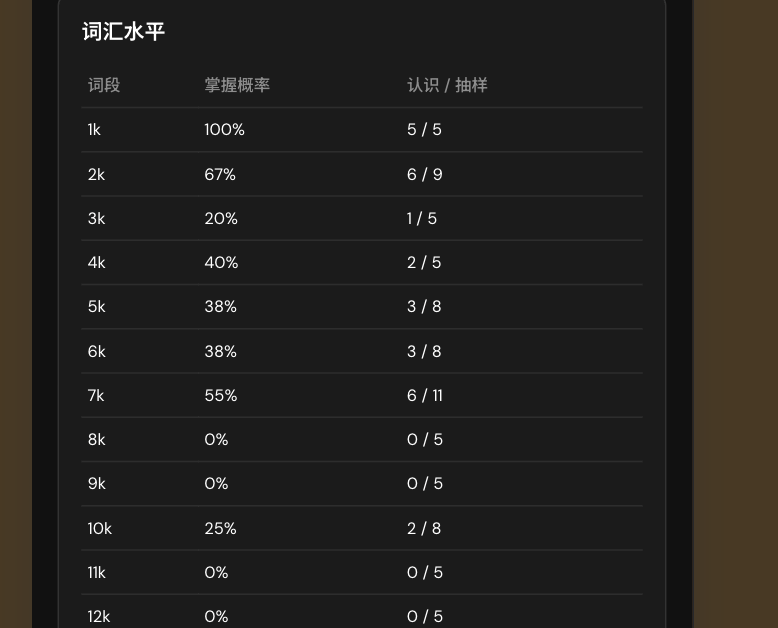 词汇水平
词段 掌握概率 认识 / 抽样
1k 100% 5 / 5
2k 67% 6 / 9
3k 20% 1 / 5
4k 40% 2 / 5
5k 38% 3 / 8
6k 38% 3 / 8
7k 55% 6 / 11
8k 0% 0 / 5
9k 0% 0 / 5
10k 25% 2 / 8
11k 0% 0 / 5
12k 0% 0 / 5